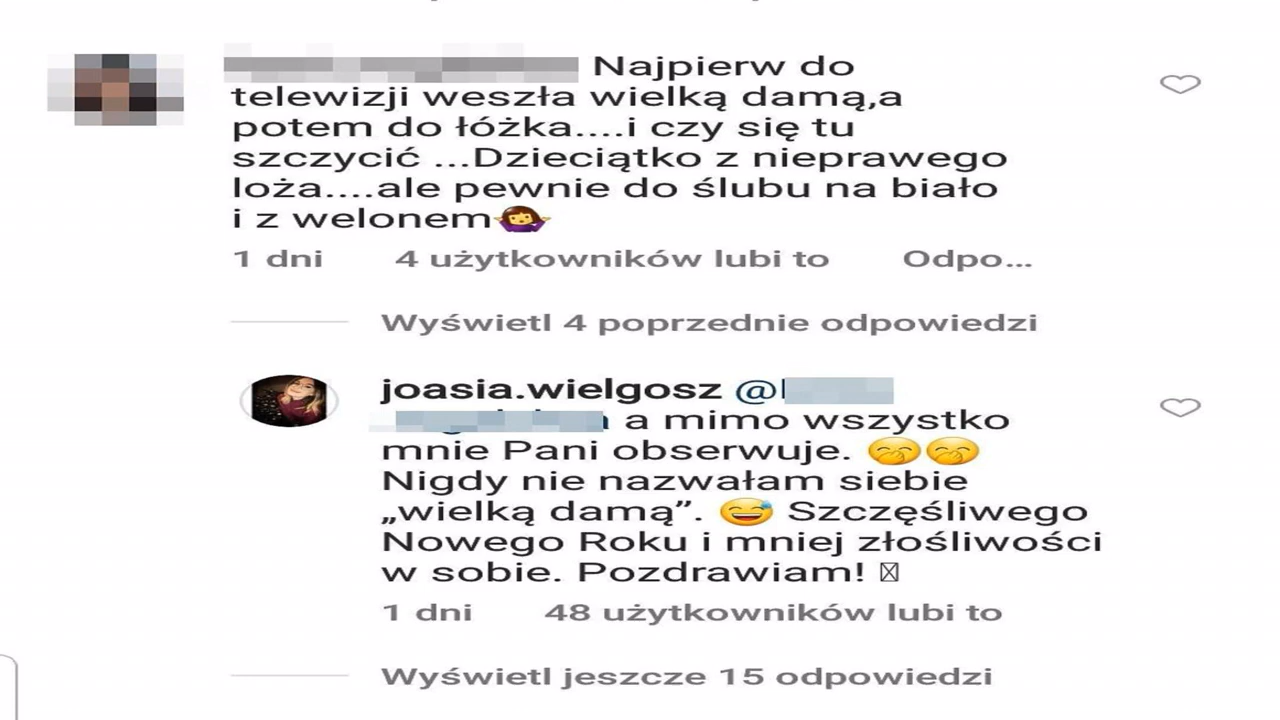 Najpierw do
telewizji weszła wielką damą,a
potem do łóżka....i czy się tu
szczycić ...Dzieciątko z nieprawego
loża....ale pewnie do ślubu na biało
i z welonem🤷‍♀️
1 dni 4 użytkowników lubi to Odpo...
Wyświetl 4 poprzednie odpowiedzi
joasia.wielgosz @
a mimo wszystko
mnie Pani obserwuje. 🤭🤭
Nigdy nie nazwałam siebie
„wielką damą”. 😅 Szczęśliwego
Nowego Roku i mniej złośliwości
w sobie. Pozdrawiam!
1 dni 48 użytkowników lubi to
Wyświetl jeszcze 15 odpowiedzi